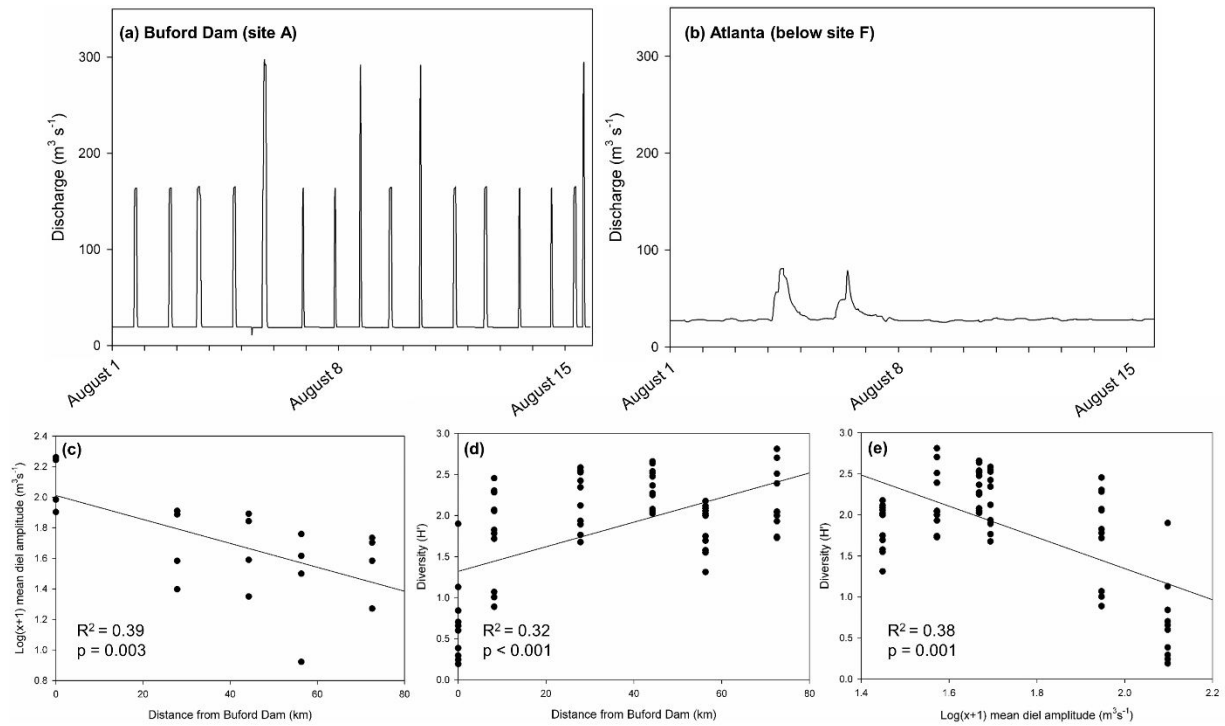 (a) Buford Dam (site A)
Discharge (m³ s⁻¹)
300
200
100
0
August 1
August 8
August 15
(b) Atlanta (below site F)
Discharge (m³ s⁻¹)
300
200
100
0
August 1
August 8
August 15
(c)
Log(x+1) mean diel amplitude (m³s⁻¹)
2.4
2.2
2.0
1.8
1.6
1.4
1.2
1.0
0.8
R² = 0.39
p = 0.003
0 20 40 60 80
Distance from Buford Dam (km)
(d)
Diversity (H')
3.0
2.5
2.0
1.5
1.0
0.5
0.0
R² = 0.32
p < 0.001
0 20 40 60 80
Distance from Buford Dam (km)
(e)
Diversity (H')
3.0
2.5
2.0
1.5
1.0
0.5
0.0
R² = 0.38
p = 0.001
1.4 1.6 1.8 2.0 2.2
Log(x+1) mean diel amplitude (m³s⁻¹)